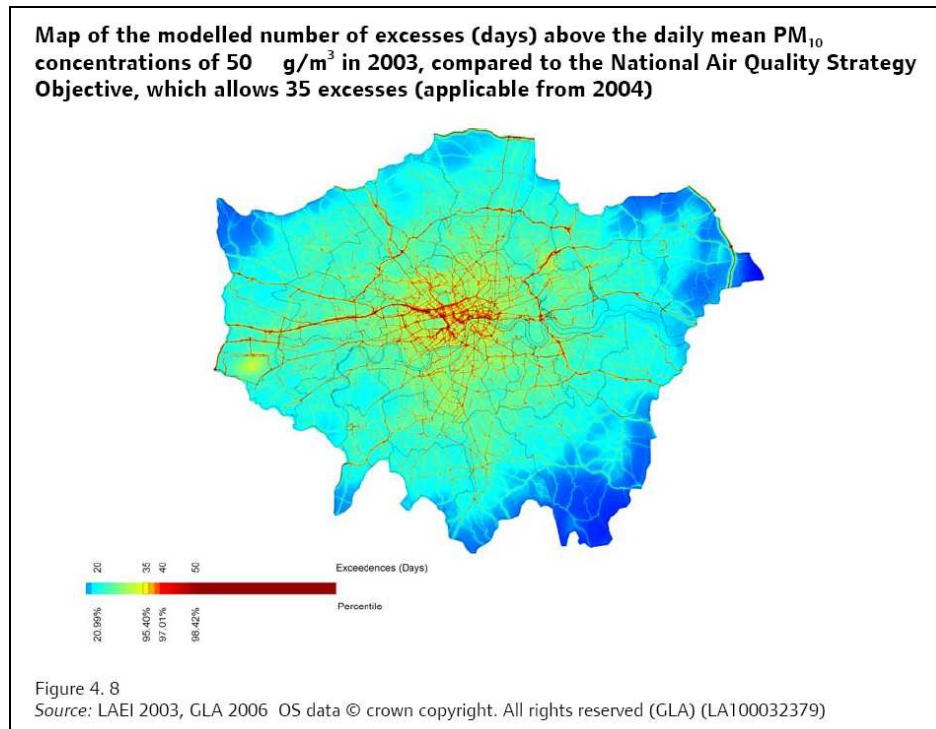 Map of the modelled number of excesses (days) above the daily mean PM₁₀
concentrations of 50 g/m³ in 2003, compared to the National Air Quality Strategy
Objective, which allows 35 excesses (applicable from 2004)
20 35 40 50 Exceedences (Days)
Percentile
20.99% 95.40% 97.01% 98.42%
Figure 4. 8
Source: LAEI 2003, GLA 2006 OS data © crown copyright. All rights reserved (GLA) (LA100032379)